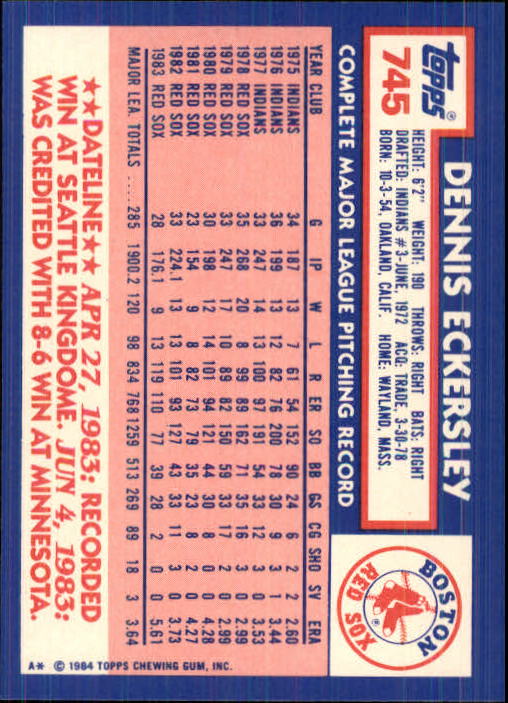 topps®
745
DENNIS ECKERSLEY
HEIGHT: 6'2" WEIGHT: 190 THROWS: RIGHT BATS: RIGHT
DRAFTED: INDIANS #3-JUNE, 1972 ACQ: TRADE, 3-30-78
BORN: 10-3-54, OAKLAND, CALIF. HOME: WAYLAND, MASS.
BOSTON
RED SOX
COMPLETE MAJOR LEAGUE PITCHING RECORD
YEAR CLUB G IP W L R ER SO BB GS CG SHO SV ERA
1975 INDIANS 34 187 13 7 61 54 152 90 24 6 2 2 2.60
1976 INDIANS 36 199 13 12 82 76 200 78 30 9 3 1 3.44
1977 INDIANS 33 247 14 13 100 97 191 54 33 12 3 0 3.53
1978 RED SOX 35 268 20 8 99 89 162 71 35 16 3 0 2.99
1979 RED SOX 33 247 17 10 89 82 150 59 33 17 2 0 2.99
1980 RED SOX 30 198 12 14 101 94 121 44 30 8 0 0 4.28
1981 RED SOX 23 154 9 8 82 73 79 35 23 8 2 0 4.27
1982 RED SOX 33 224.1 13 13 101 93 127 43 33 11 3 0 3.73
1983 RED SOX 28 176.1 9 13 119 110 77 39 28 2 0 0 5.61
MAJOR LEA. TOTALS .... 285 1900.2 120 98 834 768 1259 513 269 89 18 3 3.64
★★DATELINE★★ APR 27, 1983: RECORDED
WIN AT SEATTLE KINGDOME. JUN 4, 1983:
WAS CREDITED WITH 8-6 WIN AT MINNESOTA.
A* © 1984 TOPPS CHEWING GUM, INC.